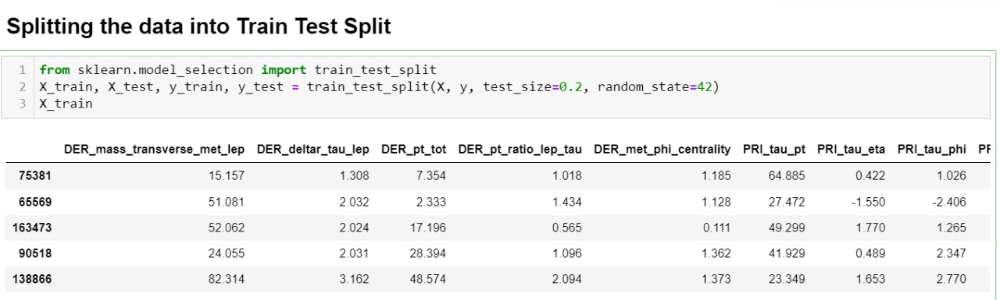 Splitting the data into Train Test Split
1 from sklearn.model_selection import train_test_split
2 X_train, X_test, y_train, y_test = train_test_split(X, y, test_size=0.2, random_state=42)
3 X_train
DER_mass_transverse_met_lep DER_deltar_tau_lep DER_pt_tot DER_pt_ratio_lep_tau DER_met_phi_centrality PRI_tau_pt PRI_tau_eta PRI_tau_phi
75381 15.157 1.308 7.354 1.018 1.185 64.885 0.422 1.026
65569 51.081 2.032 2.333 1.434 1.128 27.472 -1.550 -2.406
163473 52.062 2.024 17.196 0.565 0.111 49.299 1.770 1.265
90518 24.055 2.031 28.394 1.096 1.362 41.929 0.489 2.347
138866 82.314 3.162 48.574 2.094 1.373 23.349 1.653 2.770